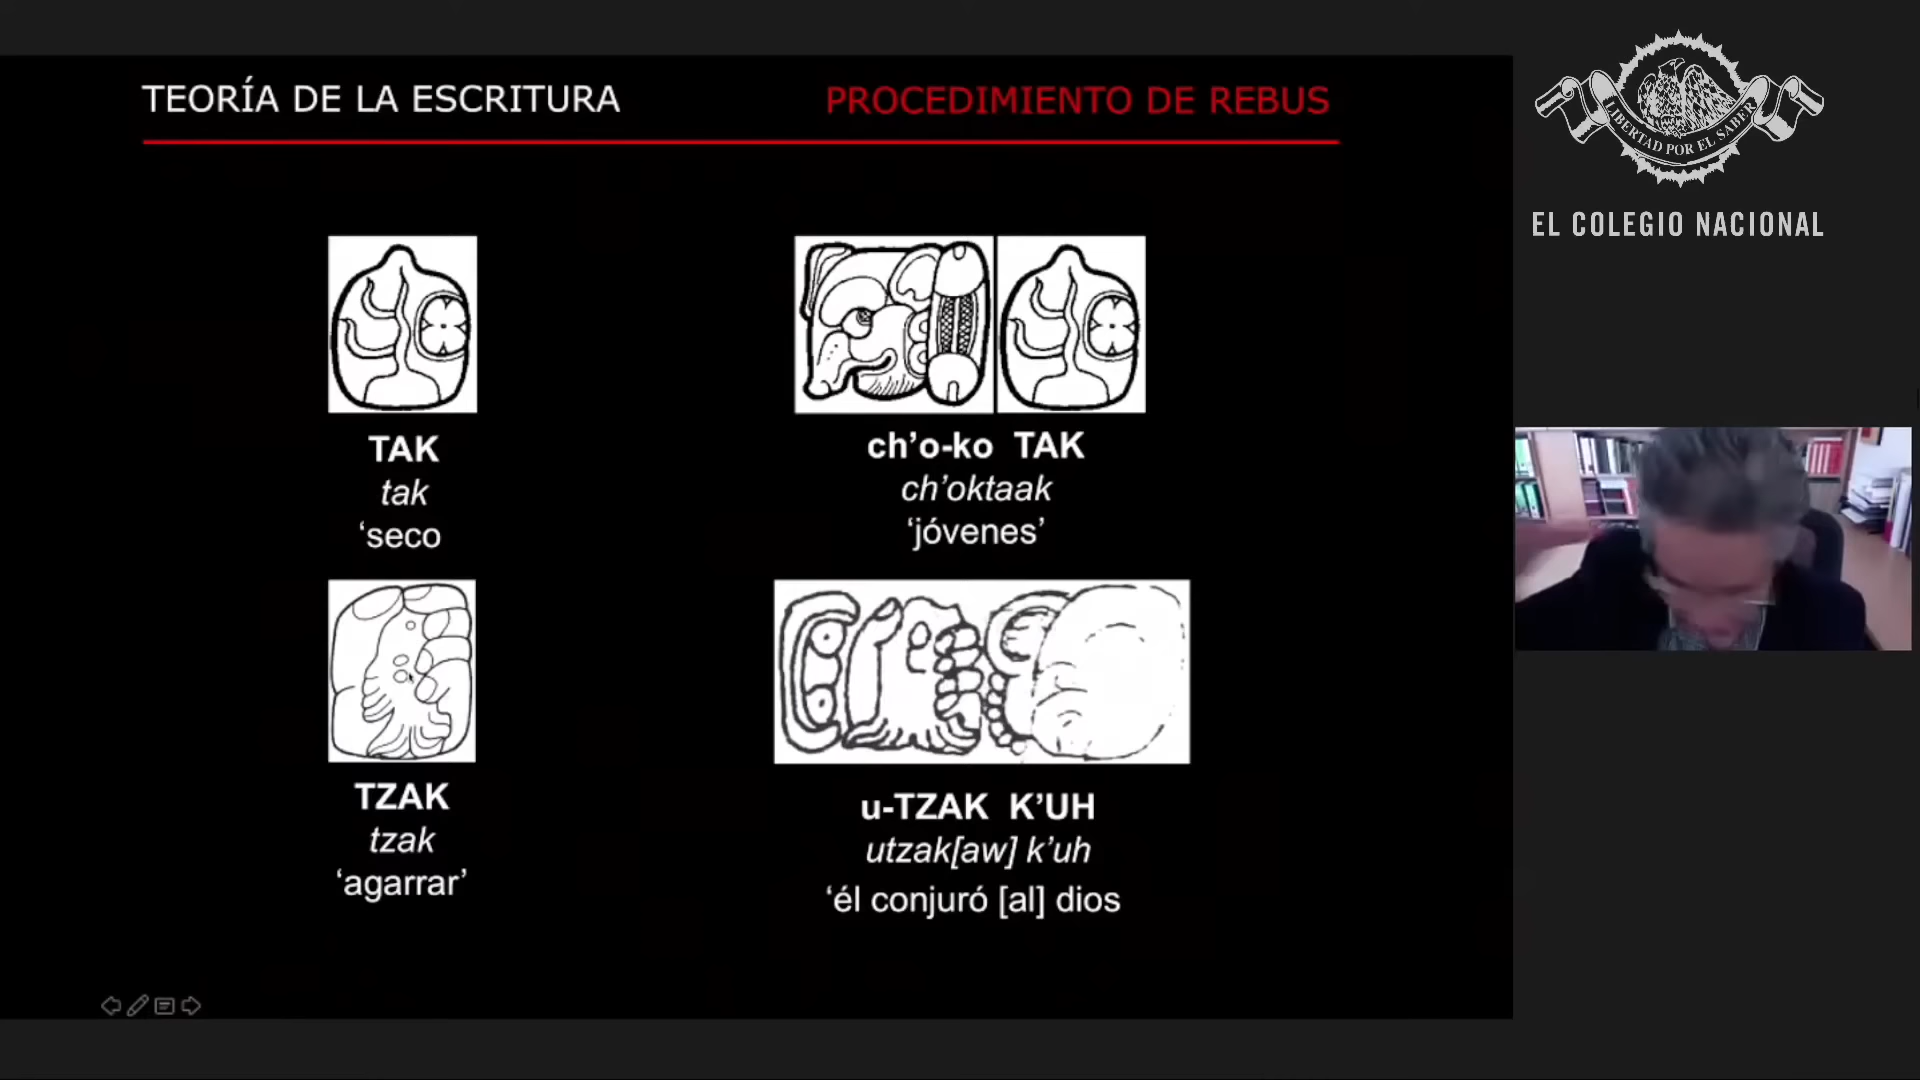 TEORÍA DE LA ESCRITURA
PROCEDIMIENTO DE REBUS
TAK
tak
‘seco
ch’o-ko TAK
ch’oktaak
‘jóvenes’
TZAK
tzak
‘agarrar’
u-TZAK K’UH
utzak[aw] k’uh
‘él conjuró [al] dios
LIBERTAD POR EL SABER
EL COLEGIO NACIONAL